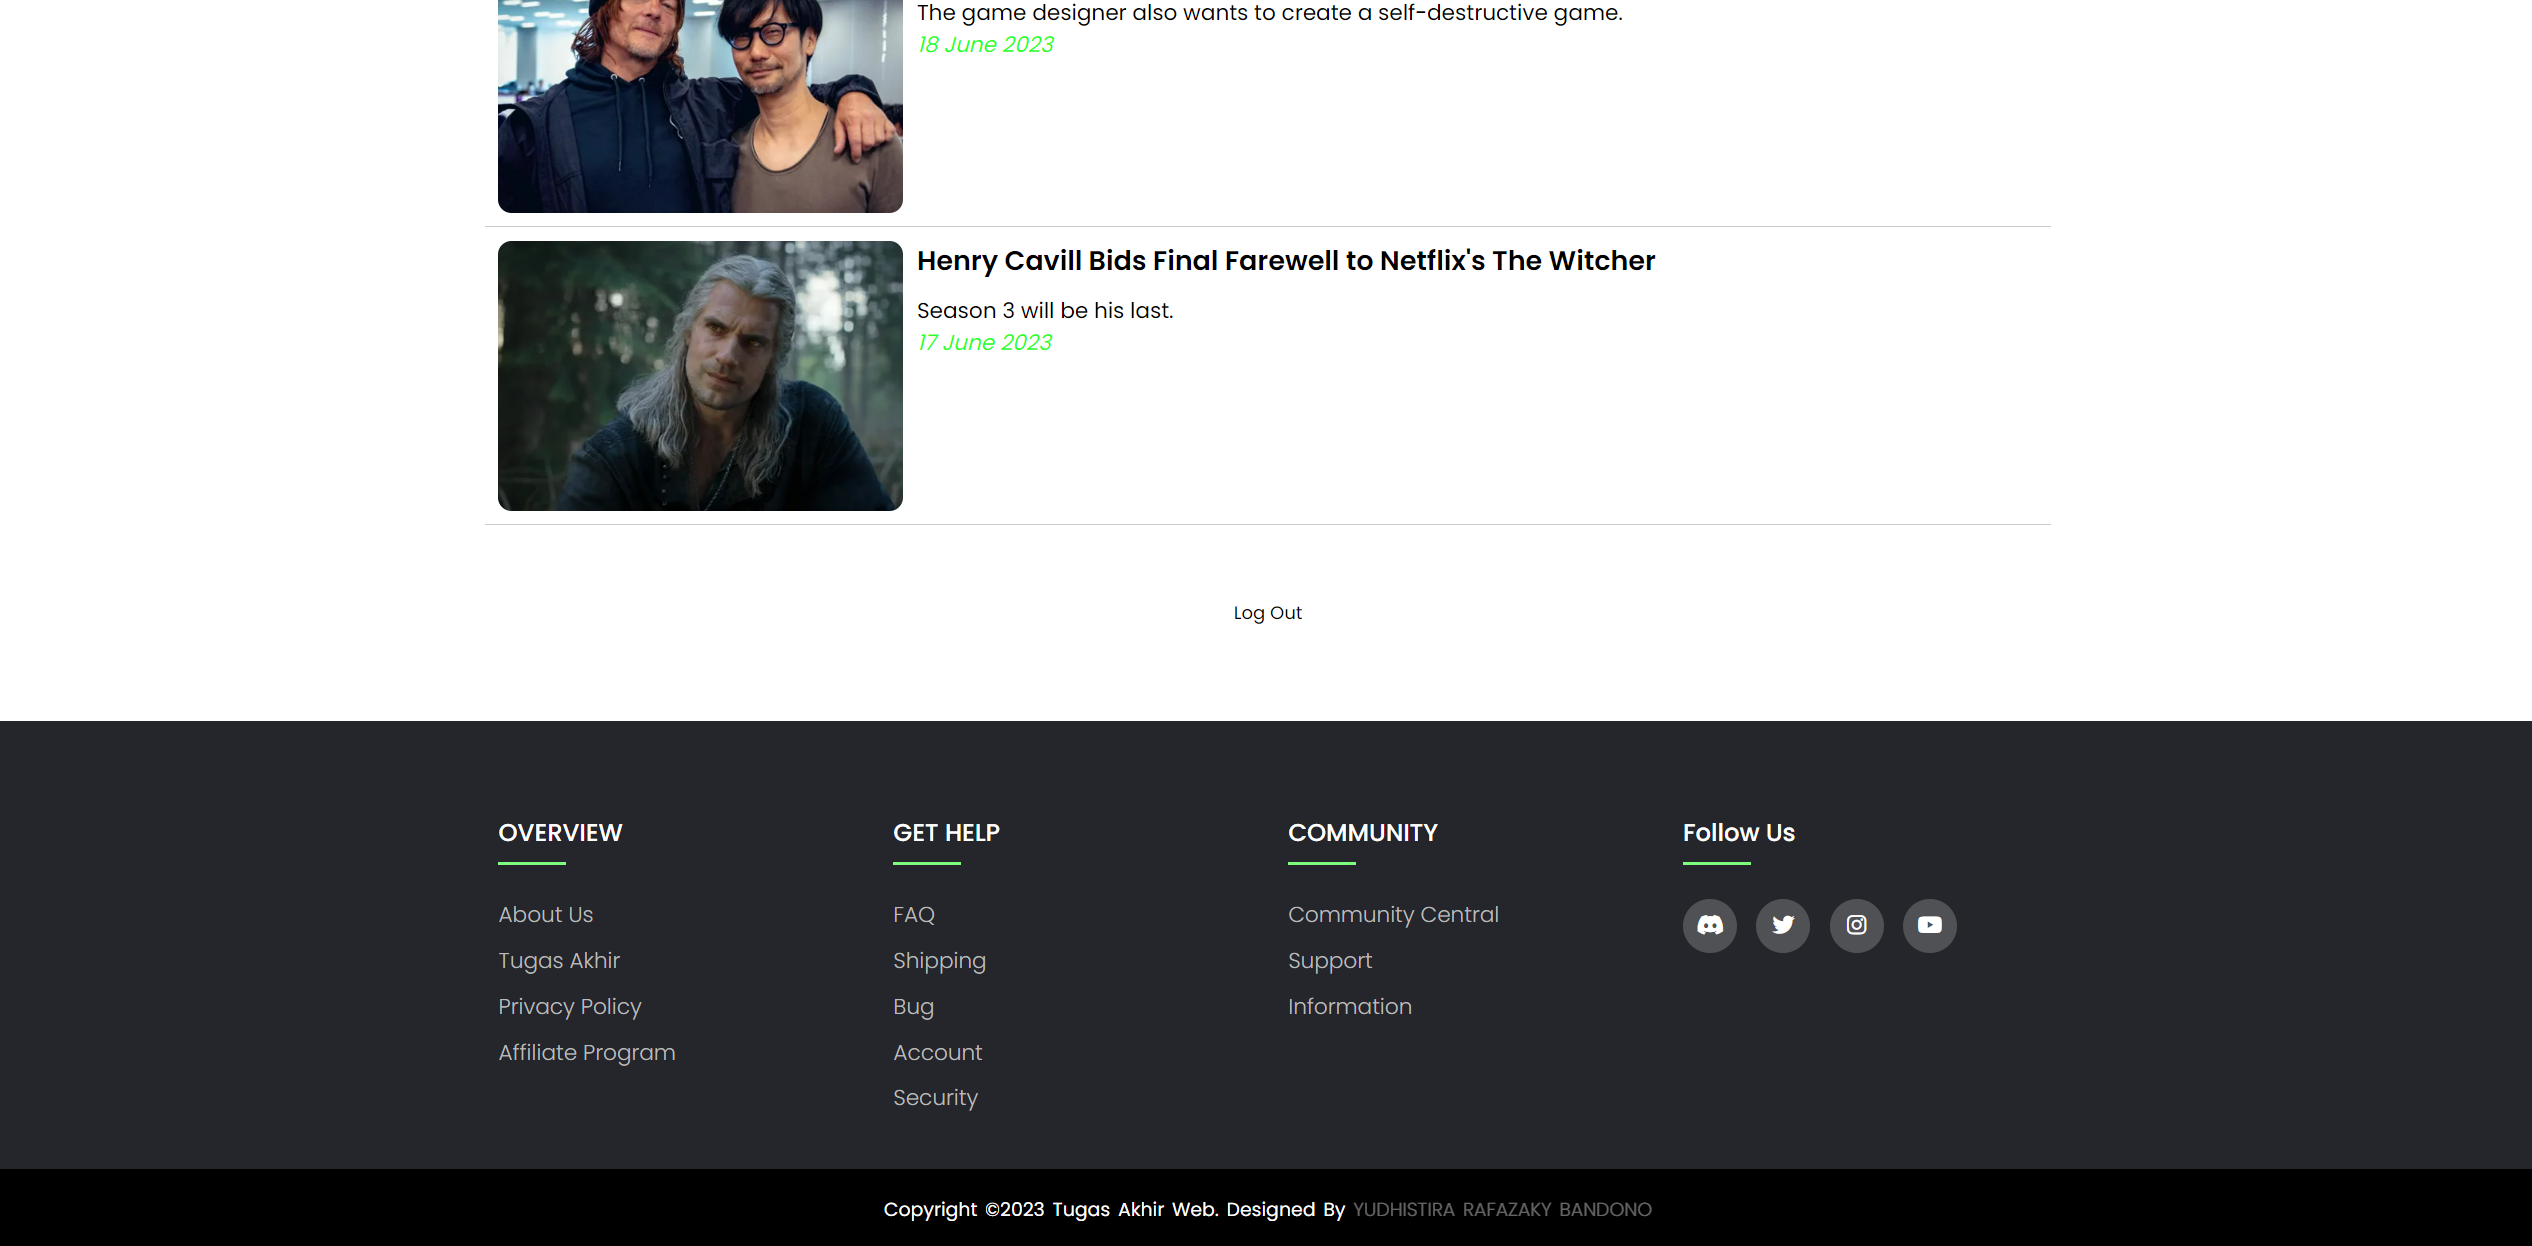 The game designer also wants to create a self-destructive game.
18 June 2023
Henry Cavill Bids Final Farewell to Netflix's The Witcher
Season 3 will be his last.
17 June 2023
Log Out
OVERVIEW
About Us
Tugas Akhir
Privacy Policy
Affiliate Program
GET HELP
FAQ
Shipping
Bug
Account
Security
COMMUNITY
Community Central
Support
Information
Follow Us
Copyright ©2023 Tugas Akhir Web. Designed By YUDHISTIRA RAFAZAKY BANDONO